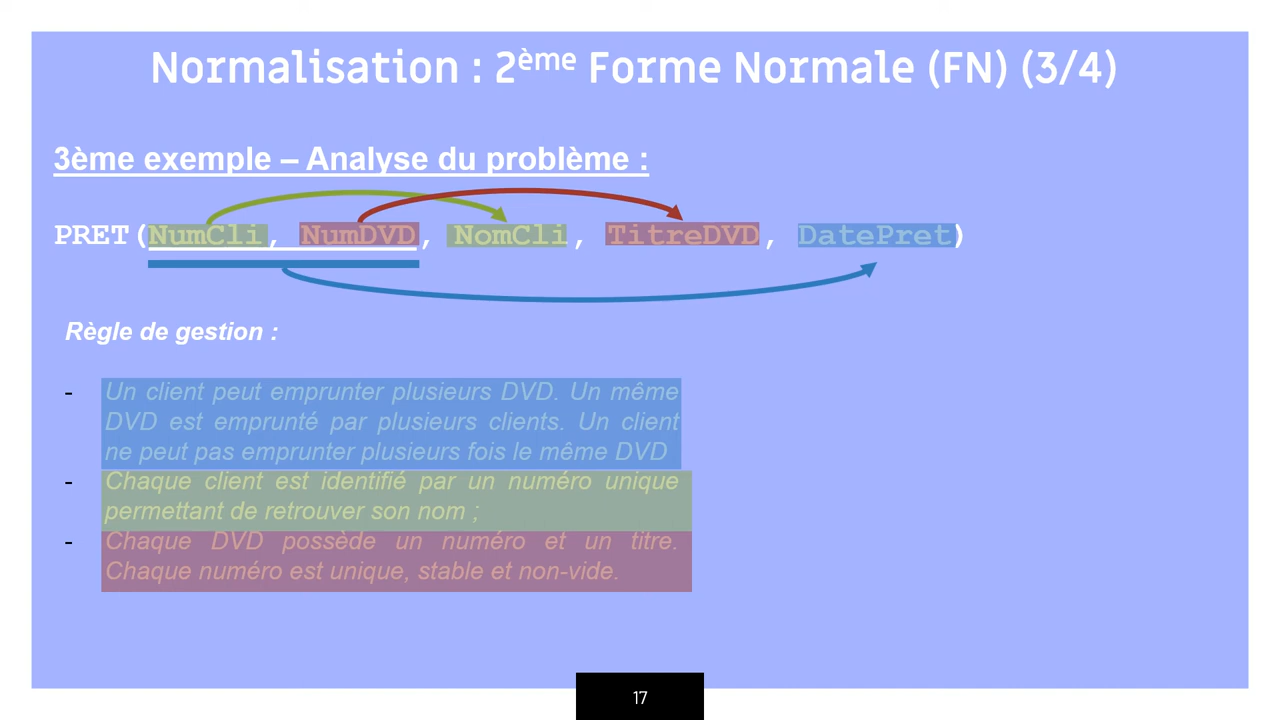 Normalisation : 2ème Forme Normale (FN) (3/4)
3ème exemple – Analyse du problème :
PRET(NumCli, NumDVD, NomCli, TitreDVD, DatePret)
Règle de gestion :
- Un client peut emprunter plusieurs DVD. Un même
DVD est emprunté par plusieurs clients. Un client
ne peut pas emprunter plusieurs fois le même DVD
- Chaque client est identifié par un numéro unique
permettant de retrouver son nom ;
- Chaque DVD possède un numéro et un titre.
Chaque numéro est unique, stable et non-vide.
17